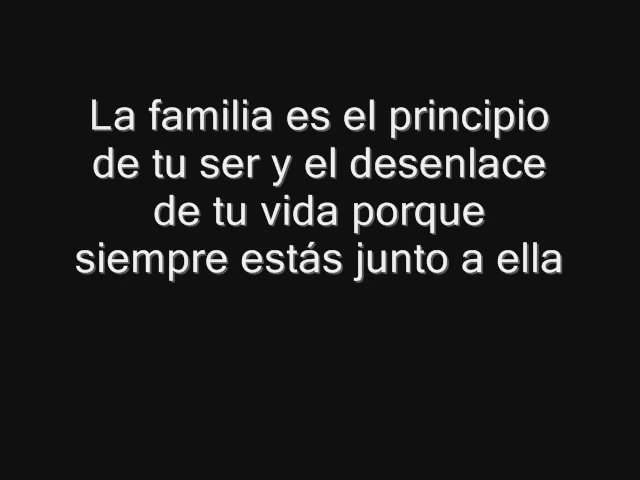 La familia es el principio
de tu ser y el desenlace
de tu vida porque
siempre estás junto a ella